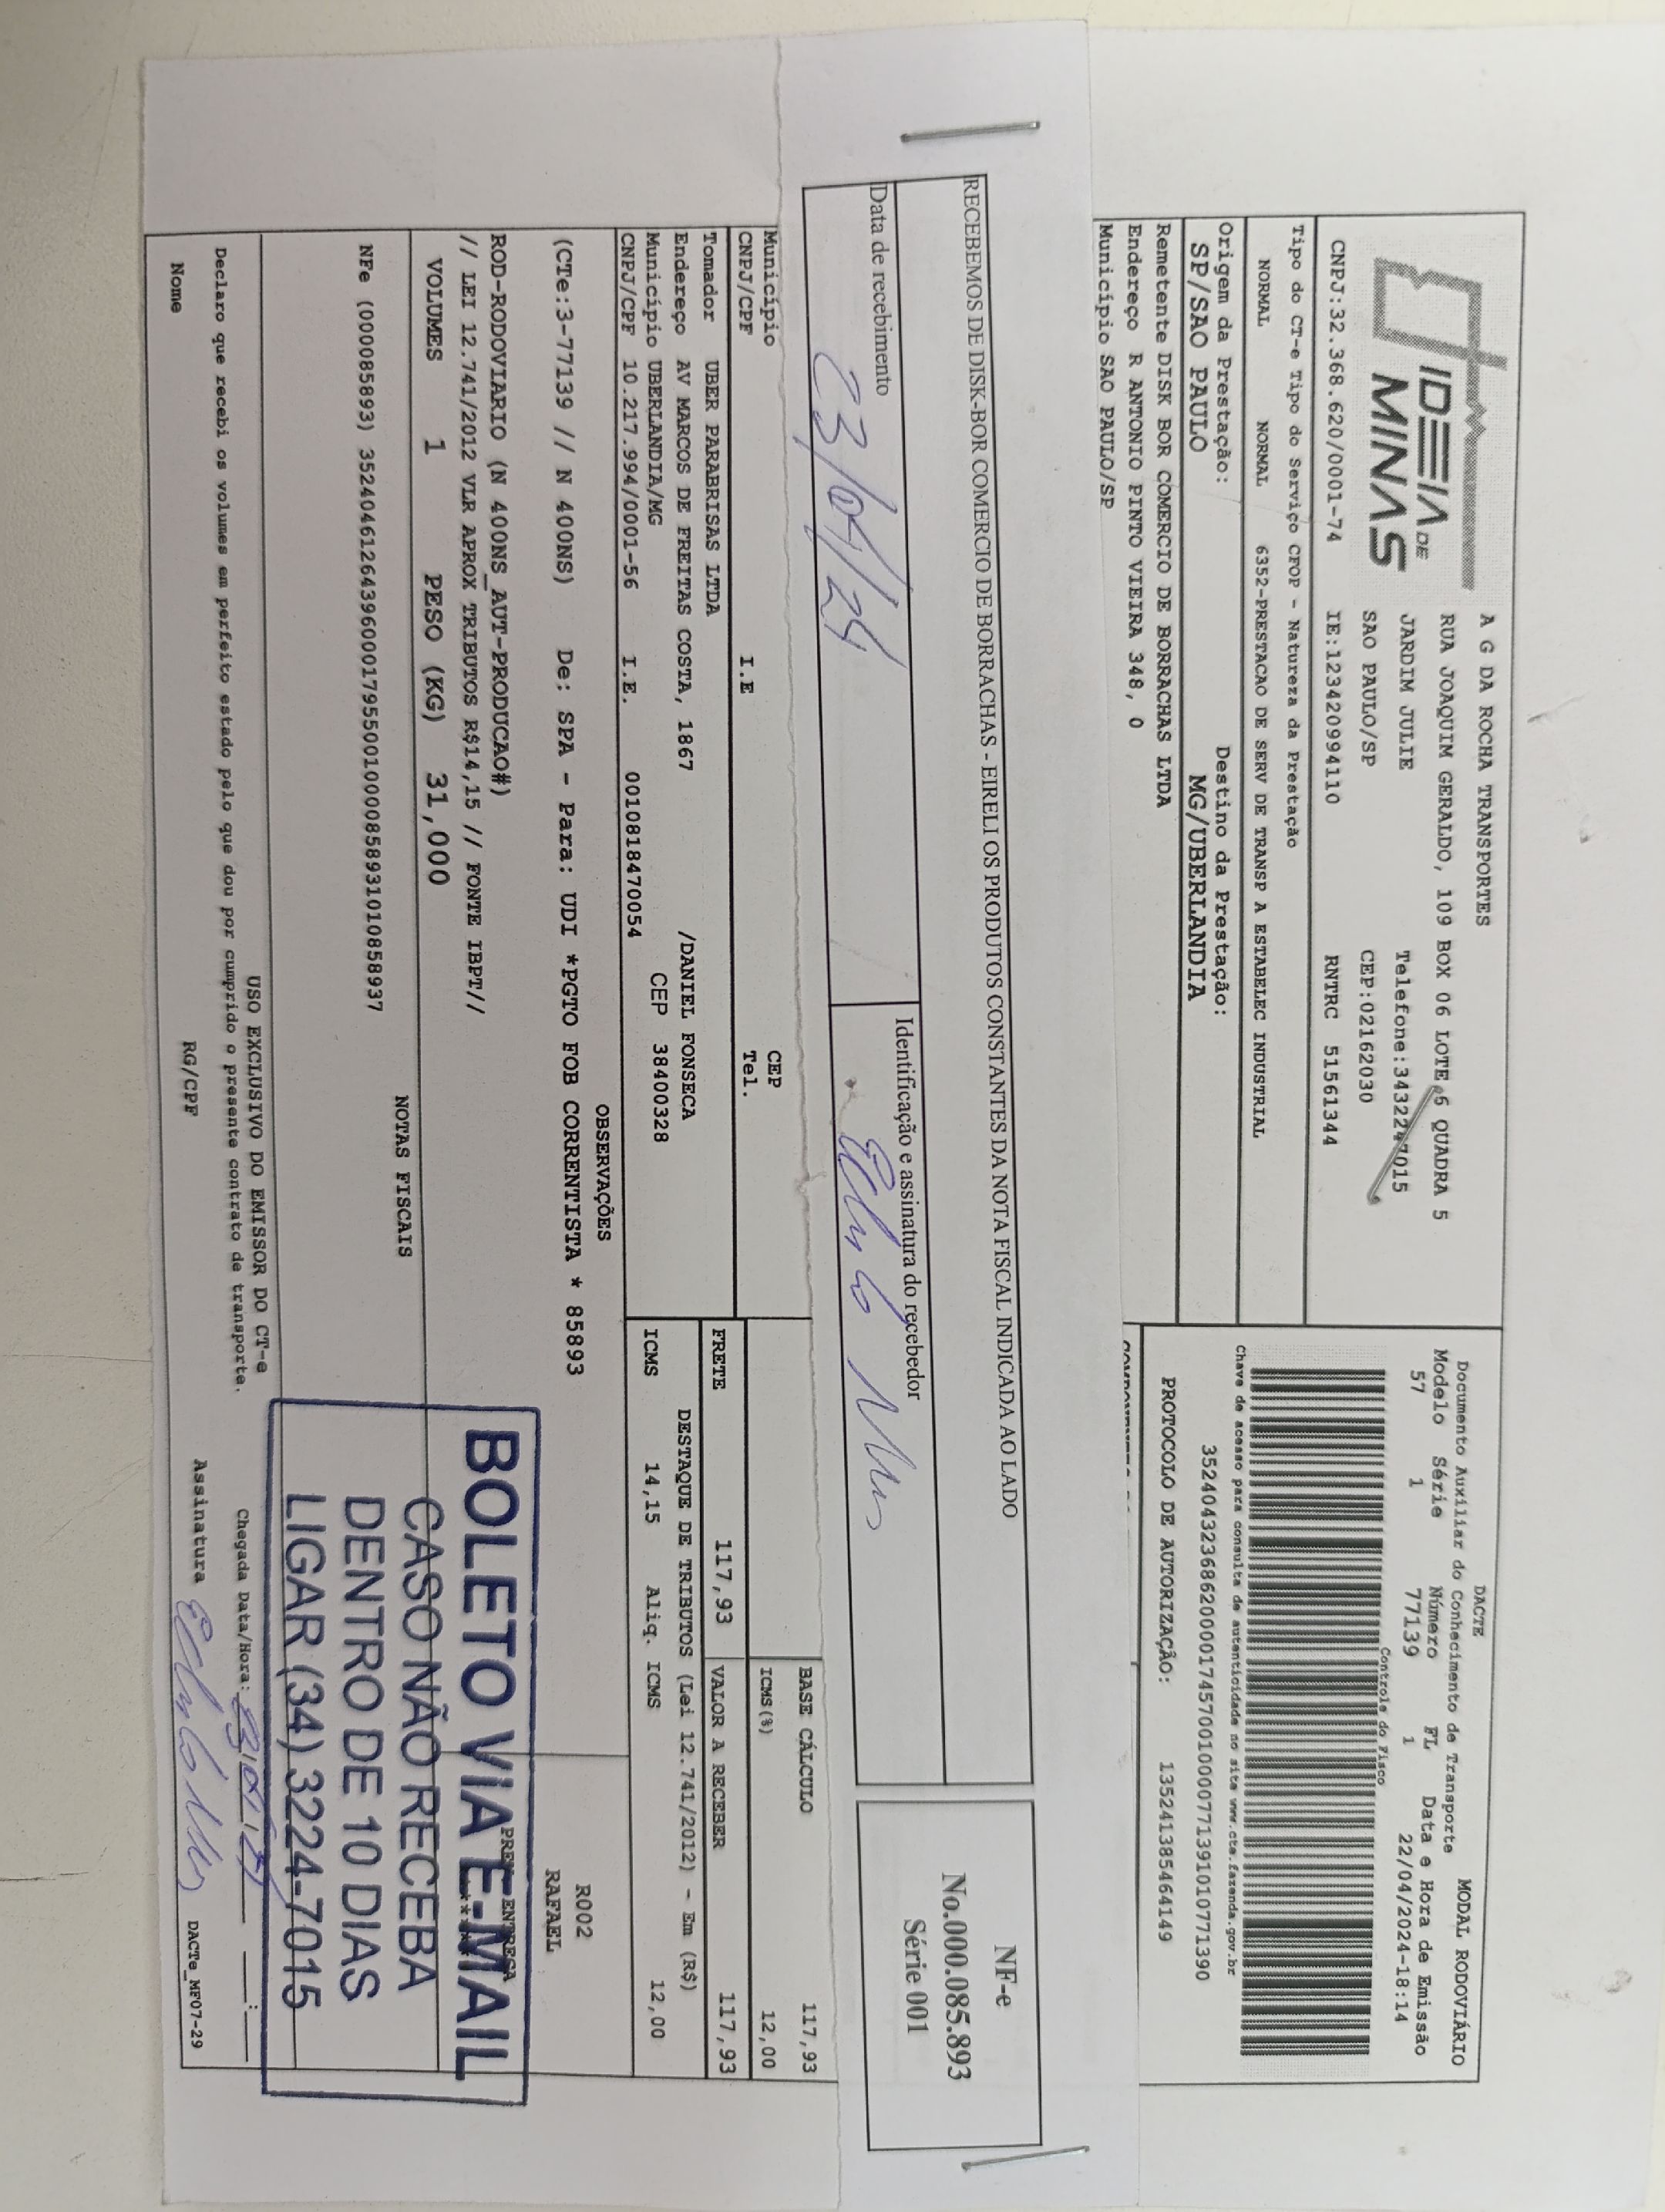 IDEIA DE
MINAS
A G DA ROCHA TRANSPORTES
RUA JOAQUIM GERALDO, 109 BOX 06 LOTE 6 QUADRA 5
JARDIM JULIE Telefone:3432247015
SAO PAULO/SP CEP:02162030
CNPJ:32.368.620/0001-74 IE:123420994110 RNTRC 51561344
Tipo do CT-e Tipo do Serviço CFOP - Natureza da Prestação
NORMAL NORMAL 6352-PRESTACAO DE SERV DE TRANSP A ESTABELEC INDUSTRIAL
Origem da Prestação: Destino da Prestação:
SP/SAO PAULO MG/UBERLANDIA
Remetente DISK BOR COMERCIO DE BORRACHAS LTDA
Endereço R ANTONIO PINTO VIEIRA 348, 0
Município SAO PAULO/SP
DACTE MODAL RODOVIÁRIO
Documento Auxiliar do Conhecimento de Transporte
Modelo Série Número FL Data e Hora de Emissão
57 1 77139 1 22/04/2024-18:14
Controle do Fisco
Chave de acesso para consulta de autenticidade no site www.cte.fazenda.gov.br
35240432368620000174570010000771391010771390
PROTOCOLO DE AUTORIZAÇÃO: 135241385464149
RECEBEMOS DE DISK-BOR COMERCIO DE BORRACHAS - EIRELI OS PRODUTOS CONSTANTES DA NOTA FISCAL INDICADA AO LADO
Data de recebimento Identificação e assinatura do recebedor
23/04/24
NF-e
No.000.085.893
Série 001
Município CEP
CNPJ/CPF I.E Tel.
BASE CÁLCULO 117,93
ICMS(%) 12,00
Tomador UBER PARABRISAS LTDA
Endereço AV MARCOS DE FREITAS COSTA, 1867 /DANIEL FONSECA
Município UBERLANDIA/MG CEP 38400328
CNPJ/CPF 10.217.994/0001-56 I.E. 0010818470054
FRETE 117,93 VALOR A RECEBER 117,93
DESTAQUE DE TRIBUTOS (Lei 12.741/2012) - Em (R$)
ICMS 14,15 Aliq. ICMS 12,00
OBSERVAÇÕES
(CTe:3-77139 // N 400NS) De: SPA - Para: UDI *PGTO FOB CORRENTISTA * 85893
R002
RAFAEL
ROD-RODOVIARIO (N 400NS_AUT-PRODUCAO#)
// LEI 12.741/2012 VLR APROX TRIBUTOS R$14,15 // FONTE IBPT//
VOLUMES 1 PESO (KG) 31,000
NOTAS FISCAIS
NFe (000085893) 35240461264396000179550010000858931010858937
BOLETO VIA E-MAIL
CASO NÃO RECEBA
DENTRO DE 10 DIAS
LIGAR (34) 3224-7015
USO EXCLUSIVO DO EMISSOR DO CT-e
Declaro que recebi os volumes em perfeito estado pelo que dou por cumprido o presente contrato de transporte.
Chegada Data/Hora: 23/04/24 :
Nome RG/CPF Assinatura
DACTe_MF07-29